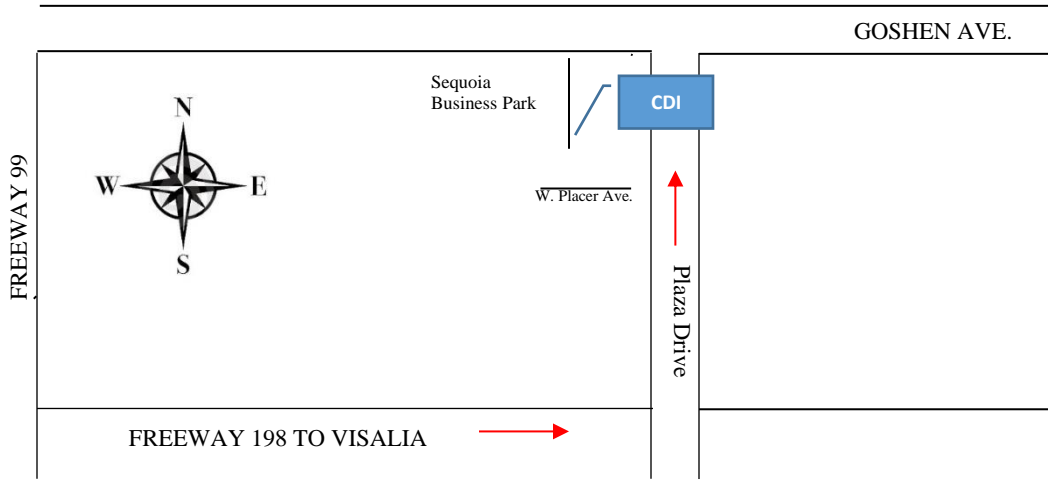 GOSHEN AVE.
Sequoia
Business Park
CDI
N
W
E
S
W. Placer Ave.
FREEWAY 99
Plaza Drive
FREEWAY 198 TO VISALIA